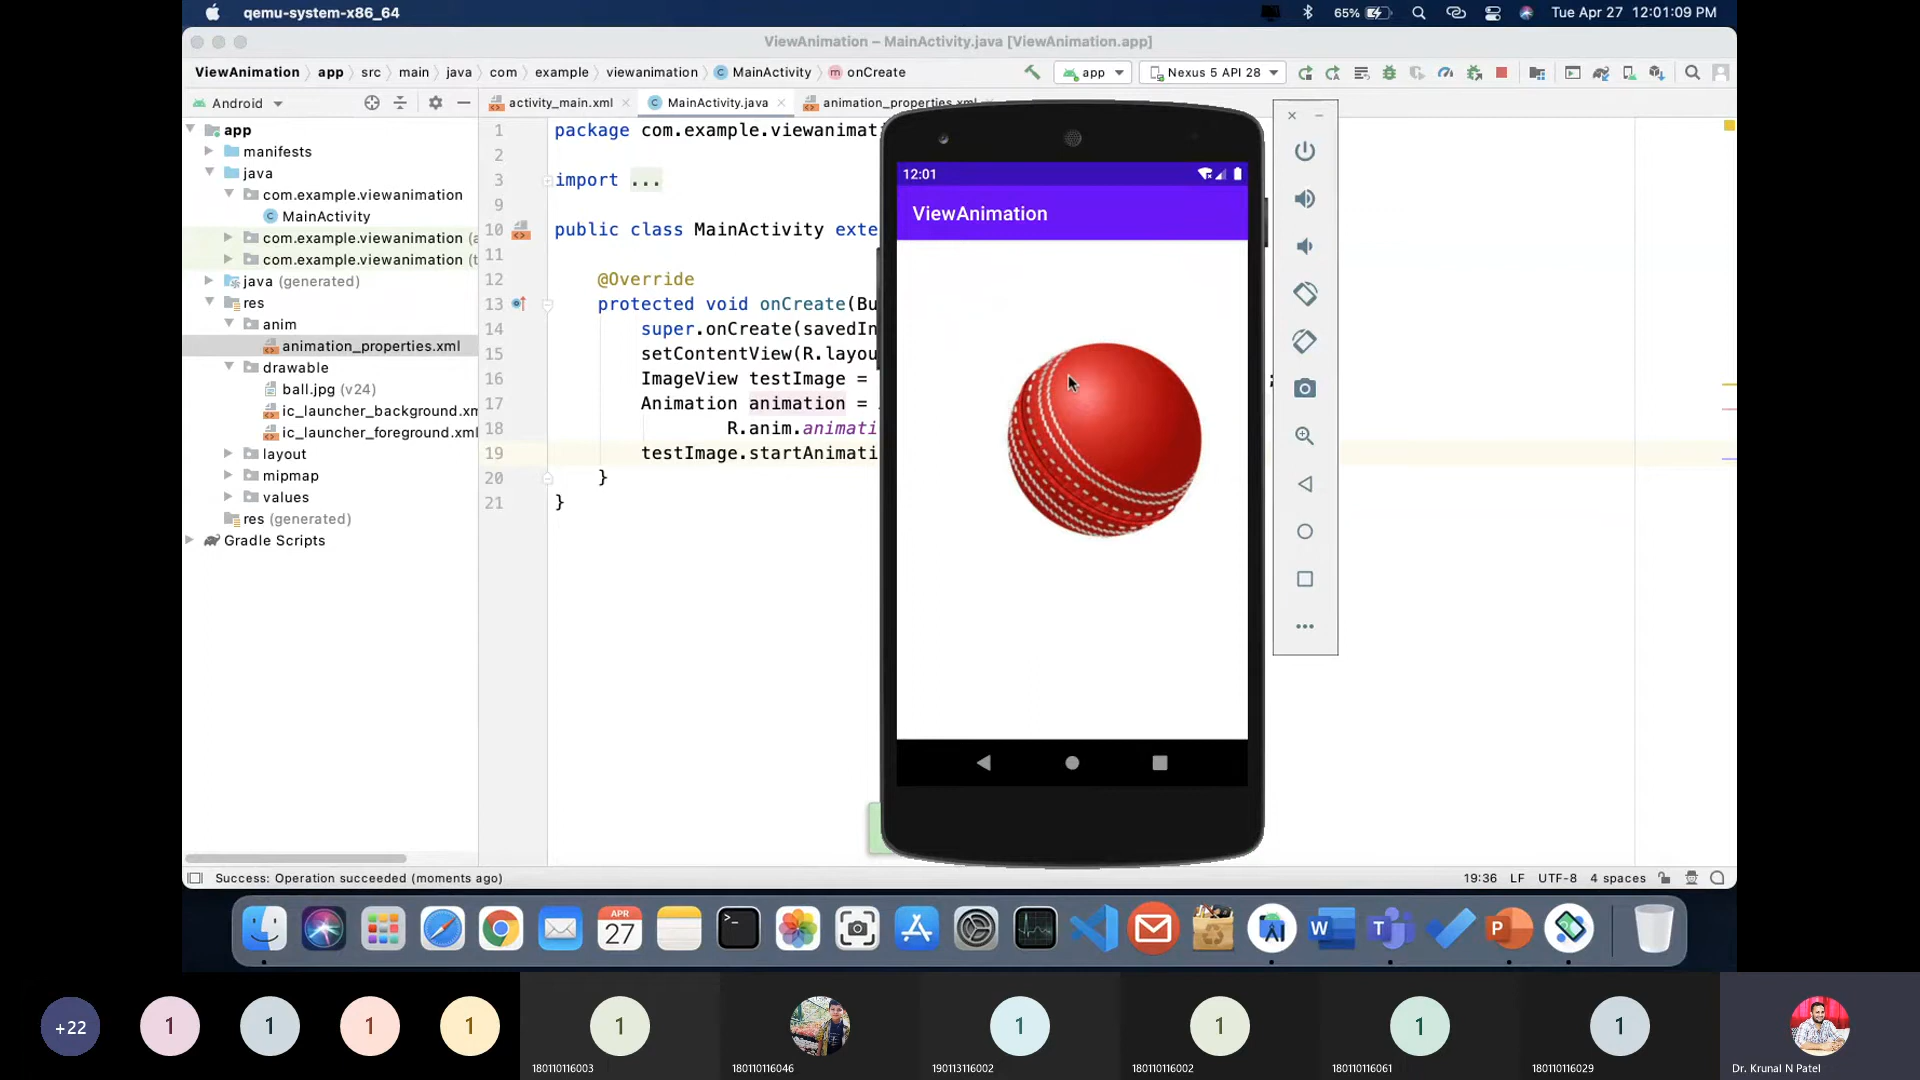 qemu-system-x86_64
65%
Tue Apr 27 12:01:09 PM
ViewAnimation – MainActivity.java [ViewAnimation.app]
ViewAnimation app src main java com example viewanimation MainActivity onCreate
app
Nexus 5 API 28
Android
activity_main.xml
MainActivity.java
animation_properties.xml
app
manifests
java
com.example.viewanimation
MainActivity
com.example.viewanimation
com.example.viewanimation
java (generated)
res
anim
animation_properties.xml
drawable
ball.jpg (v24)
ic_launcher_background.xm
ic_launcher_foreground.xml
layout
mipmap
values
res (generated)
Gradle Scripts
1 package com.example.viewanimat
2
3 import ...
9
10 public class MainActivity exte
11
12 @Override
13 protected void onCreate(Bu
14 super.onCreate(savedIn
15 setContentView(R.layou
16 ImageView testImage =
17 Animation animation =
18 R.anim.animati
19 testImage.startAnimati
20 }
21 }
12:01
ViewAnimation
Success: Operation succeeded (moments ago)
19:36 LF UTF-8 4 spaces
APR
27
W
P
+22
1
1
1
1
1
1
1
1
1
180110116003
180110116046
190113116002
180110116002
180110116061
180110116029
Dr. Krunal N Patel